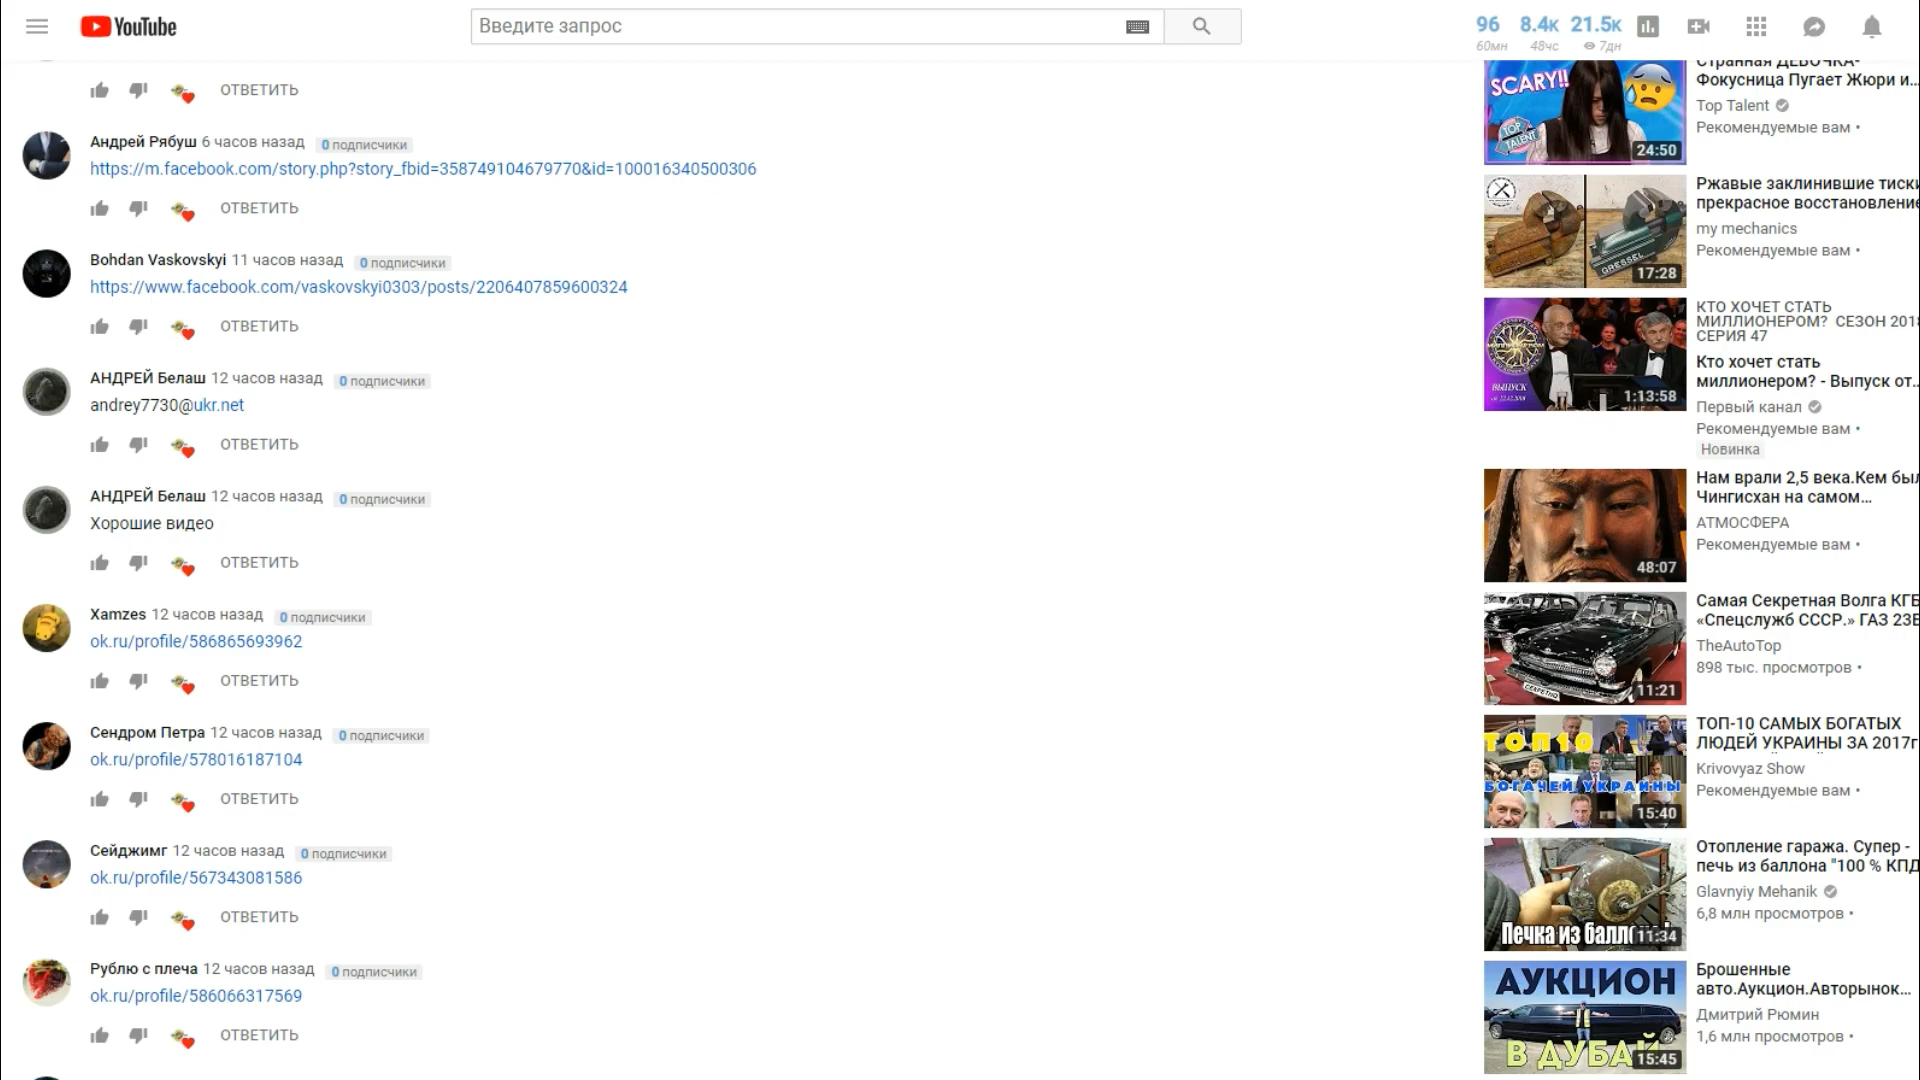 YouTube
Введите запрос
96 8.4к 21.5к
60мн 48чс 7дн
ОТВЕТИТЬ
Андрей Рябуш 6 часов назад 0 подписчики
https://m.facebook.com/story.php?story_fbid=358749104679770&id=100016340500306
ОТВЕТИТЬ
Bohdan Vaskovskyi 11 часов назад 0 подписчики
https://www.facebook.com/vaskovskyi0303/posts/2206407859600324
ОТВЕТИТЬ
АНДРЕЙ Белаш 12 часов назад 0 подписчики
andrey7730@ukr.net
ОТВЕТИТЬ
АНДРЕЙ Белаш 12 часов назад 0 подписчики
Хорошие видео
ОТВЕТИТЬ
Xamzes 12 часов назад 0 подписчики
ok.ru/profile/586865693962
ОТВЕТИТЬ
Сендром Петра 12 часов назад 0 подписчики
ok.ru/profile/578016187104
ОТВЕТИТЬ
Сейджимг 12 часов назад 0 подписчики
ok.ru/profile/567343081586
ОТВЕТИТЬ
Рублю с плеча 12 часов назад 0 подписчики
ok.ru/profile/586066317569
ОТВЕТИТЬ
SCARY!!
TOP TALENT
24:50
Странная ДЕВОЧКА-
Фокусница Пугает Жюри и...
Top Talent
Рекомендуемые вам •
GRESSEL
17:28
Ржавые заклинившие тиски
прекрасное восстановление
my mechanics
Рекомендуемые вам •
ВЫПУСК
1:13:58
КТО ХОЧЕТ СТАТЬ
МИЛЛИОНЕРОМ? СЕЗОН 2018
СЕРИЯ 47
Кто хочет стать
миллионером? - Выпуск от...
Первый канал
Рекомендуемые вам •
Новинка
48:07
Нам врали 2,5 века.Кем был
Чингисхан на самом...
АТМОСФЕРА
Рекомендуемые вам •
СЕКРЕТНО
11:21
Самая Секретная Волга КГБ
«Спецслужб СССР.» ГАЗ 23Б
TheAutoTop
898 тыс. просмотров •
ТОП10
БОГАЧЕЙ УКРАИНЫ
15:40
ТОП-10 САМЫХ БОГАТЫХ
ЛЮДЕЙ УКРАИНЫ ЗА 2017г
Krivovyaz Show
Рекомендуемые вам •
Печка из балло
11:34
Отопление гаража. Супер -
печь из баллона "100 % КПД
Glavnyiy Mehanik
6,8 млн просмотров •
АУКЦИОН
В ДУБАЙ
15:45
Брошенные
авто.Аукцион.Авторынок...
Дмитрий Рюмин
1,6 млн просмотров •